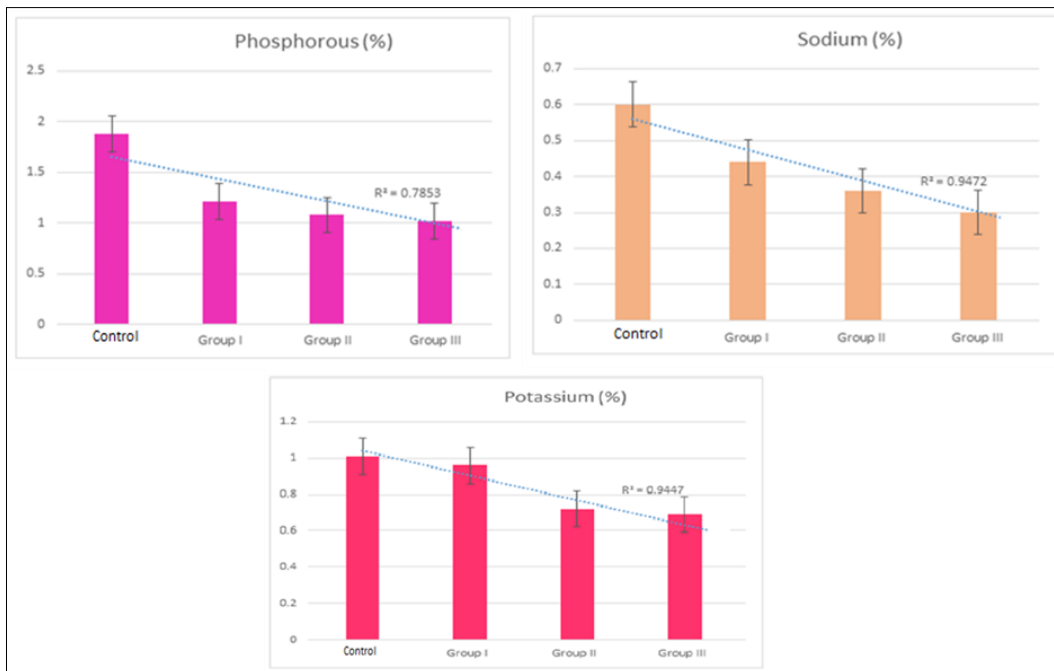 Phosphorous (%)
2.5
2
1.5
1
0.5
0
R² = 0.7853
Control Group I Group II Group III
Sodium (%)
0.7
0.6
0.5
0.4
0.3
0.2
0.1
0
R² = 0.9472
Control Group I Group II Group III
Potassium (%)
1.2
1
0.8
0.6
0.4
0.2
0
R² = 0.9447
Control Group I Group II Group III